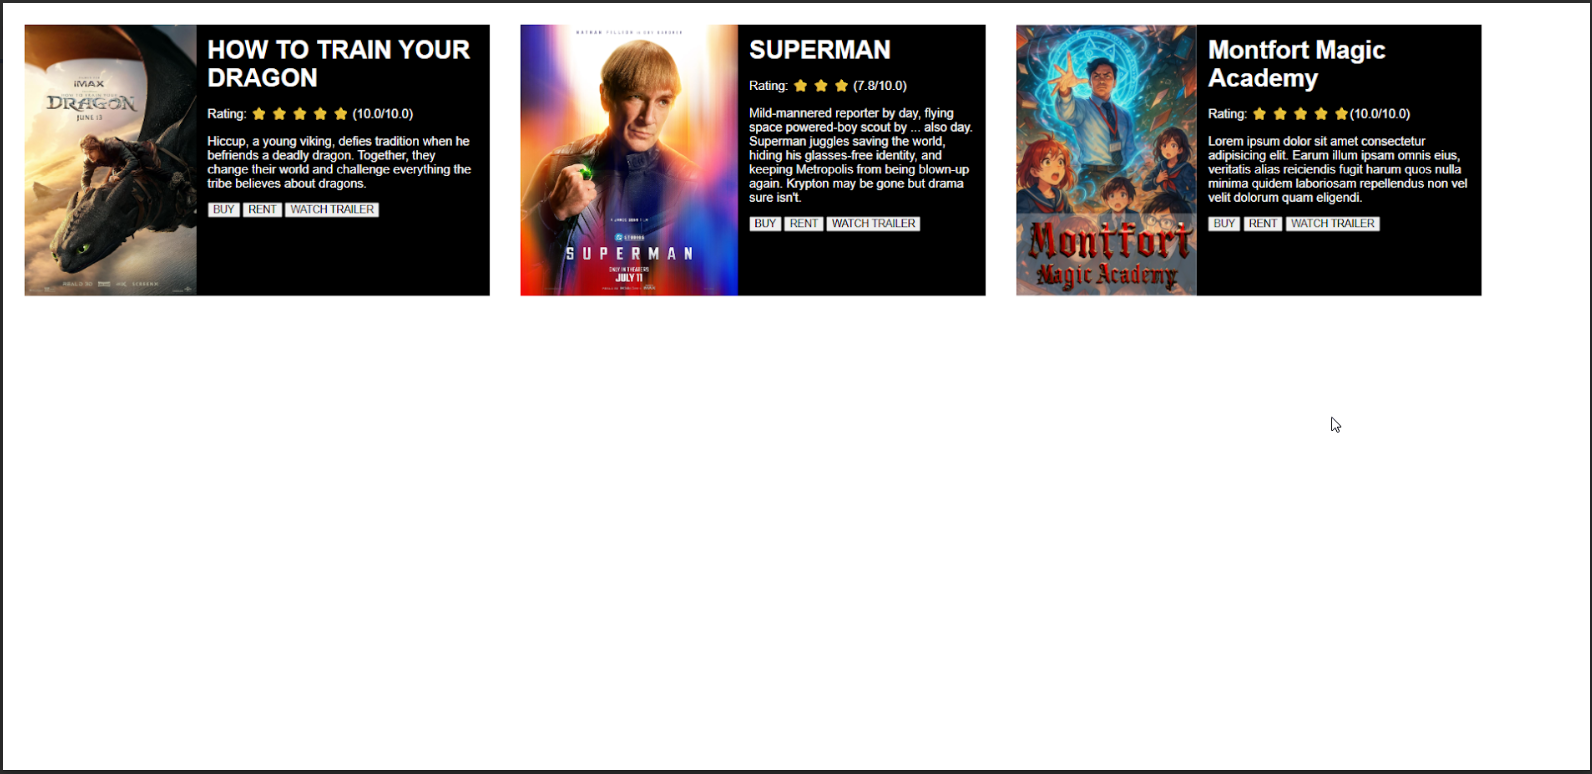 IMAX
HOW TO TRAIN YOUR
DRAGON
JUNE 13
HOW TO TRAIN YOUR
DRAGON
Rating: (10.0/10.0)
Hiccup, a young viking, defies tradition when he
befriends a deadly dragon. Together, they
change their world and challenge everything the
tribe believes about dragons.
BUY RENT WATCH TRAILER
NATHAN FILLION
STUDIOS
SUPERMAN
ONLY IN THEATERS
JULY 11
SUPERMAN
Rating: (7.8/10.0)
Mild-mannered reporter by day, flying
space powered-boy scout by ... also day.
Superman juggles saving the world,
hiding his glasses-free identity, and
keeping Metropolis from being blown-up
again. Krypton may be gone but drama
sure isn't.
BUY RENT WATCH TRAILER
Montfort
Magic Academy
Montfort Magic
Academy
Rating: (10.0/10.0)
Lorem ipsum dolor sit amet consectetur
adipisicing elit. Earum illum ipsam omnis eius,
veritatis alias reiciendis fugit harum quos nulla
minima quidem laboriosam repellendus non vel
velit dolorum quam eligendi.
BUY RENT WATCH TRAILER